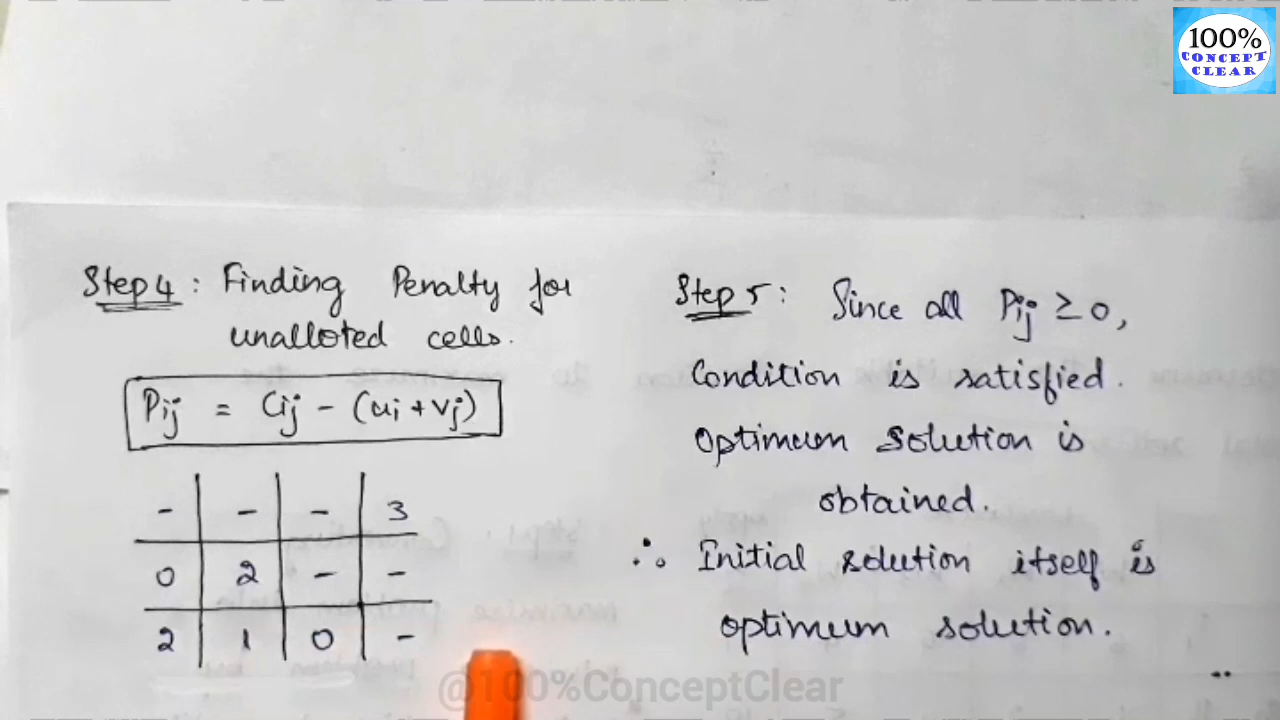 100%
CONCEPT
CLEAR
Step 4 : Finding Penalty for
unalloted cells.
Pij = Cij - (ui + vj)
- - - 3
0 2 - -
2 1 0 -
Step 5 : Since all Pij ≥ 0,
Condition is satisfied.
Optimum solution is
obtained.
∴ Initial solution itself is
optimum solution.
@100%ConceptClear